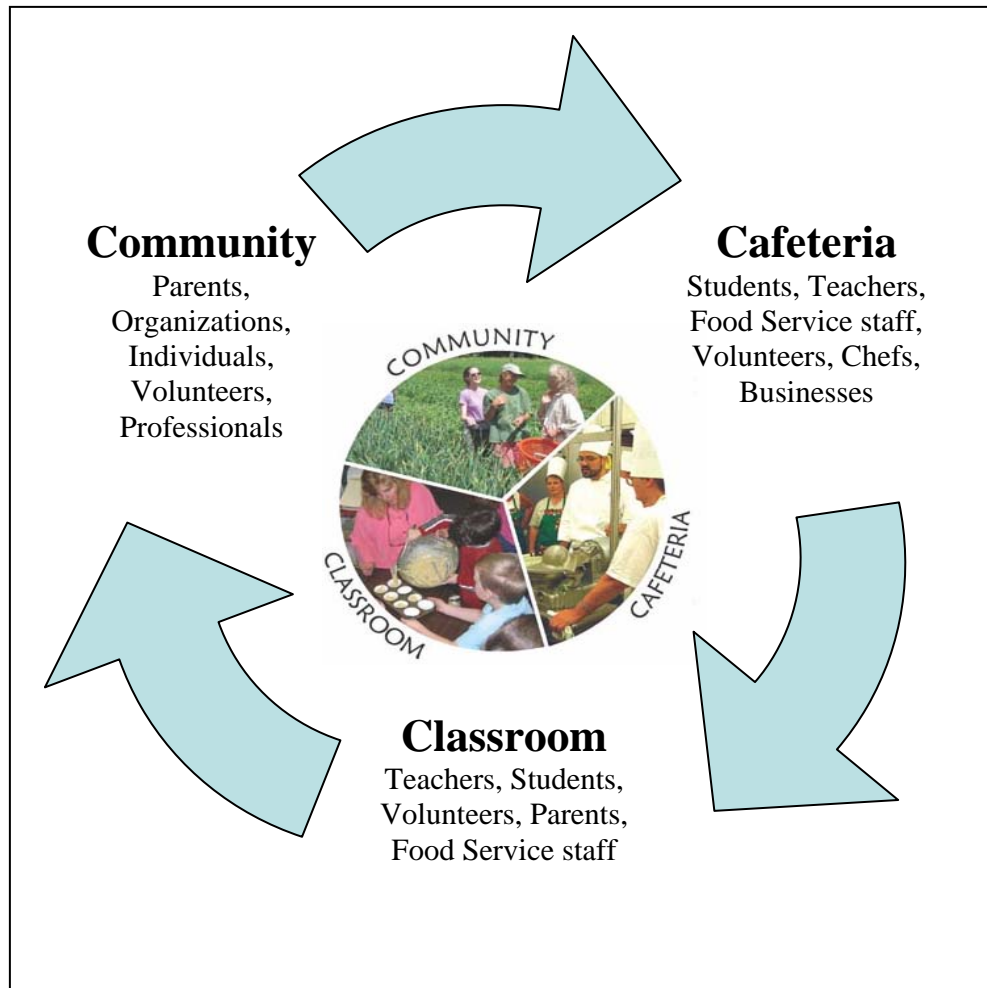 Community
Parents,
Organizations,
Individuals,
Volunteers,
Professionals
Cafeteria
Students, Teachers,
Food Service staff,
Volunteers, Chefs,
Businesses
COMMUNITY
CLASSROOM
CAFETERIA
Classroom
Teachers, Students,
Volunteers, Parents,
Food Service staff